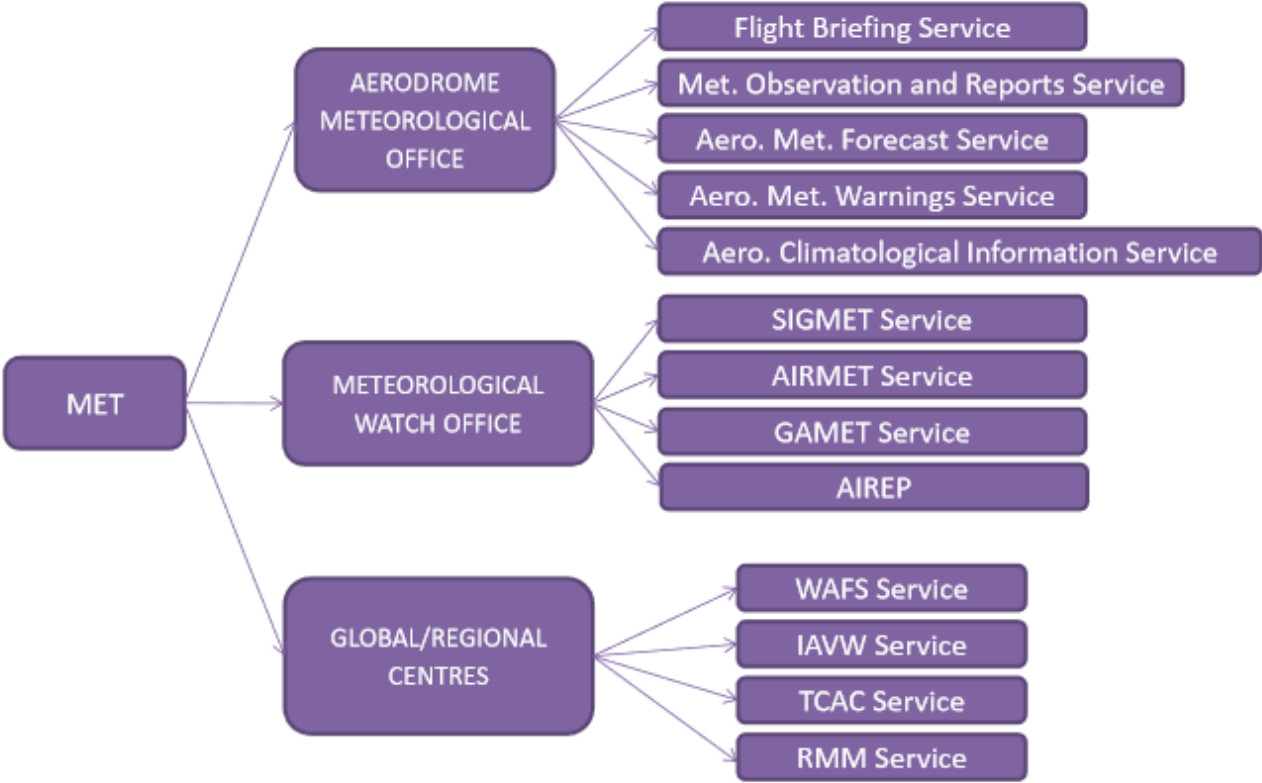 MET
AERODROME
METEOROLOGICAL
OFFICE
Flight Briefing Service
Met. Observation and Reports Service
Aero. Met. Forecast Service
Aero. Met. Warnings Service
Aero. Climatological Information Service
METEOROLOGICAL
WATCH OFFICE
SIGMET Service
AIRMET Service
GAMET Service
AIREP
GLOBAL/REGIONAL
CENTRES
WAFS Service
IAVW Service
TCAC Service
RMM Service